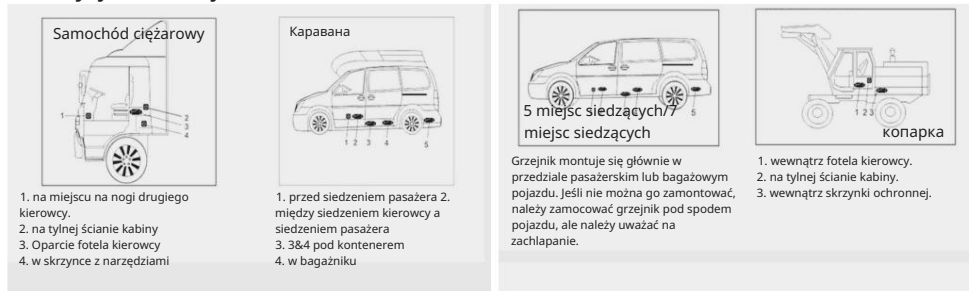 Samochód ciężarowy
1
2
3
4
1. na miejscu na nogi drugiego
kierowcy.
2. na tylnej ścianie kabiny
3. Oparcie fotela kierowcy
4. w skrzynce z narzędziami
Каравана
1 2 3 4 5
1. przed siedzeniem pasażera 2.
między siedzeniem kierowcy a
siedzeniem pasażera
3. 3&4 pod kontenerem
4. w bagażniku
5 miejsc siedzących/7
miejsc siedzących
5
Grzejnik montuje się głównie w
przedziale pasażerskim lub bagażowym
pojazdu. Jeśli nie można go zamontować,
należy zamocować grzejnik pod spodem
pojazdu, ale należy uważać na
zachlapanie.
1 2 3
копарка
1. wewnątrz fotela kierowcy.
2. na tylnej ścianie kabiny.
3. wewnątrz skrzynki ochronnej.